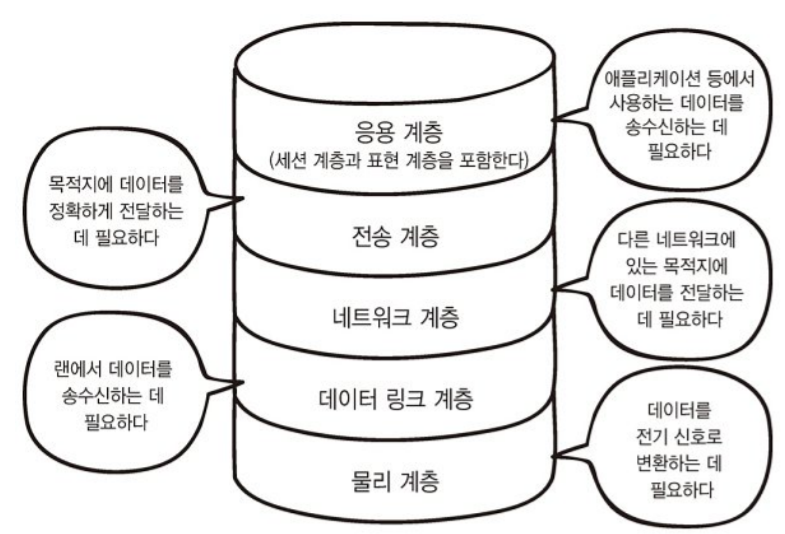 응용 계층
(세션 계층과 표현 계층을 포함한다)
애플리케이션 등에서
사용하는 데이터를
송수신하는 데
필요하다
목적지에 데이터를
정확하게 전달하는
데 필요하다
전송 계층
다른 네트워크에
있는 목적지에
데이터를 전달하는
데 필요하다
네트워크 계층
랜에서 데이터를
송수신하는 데
필요하다
데이터 링크 계층
데이터를
전기 신호로
변환하는 데
필요하다
물리 계층